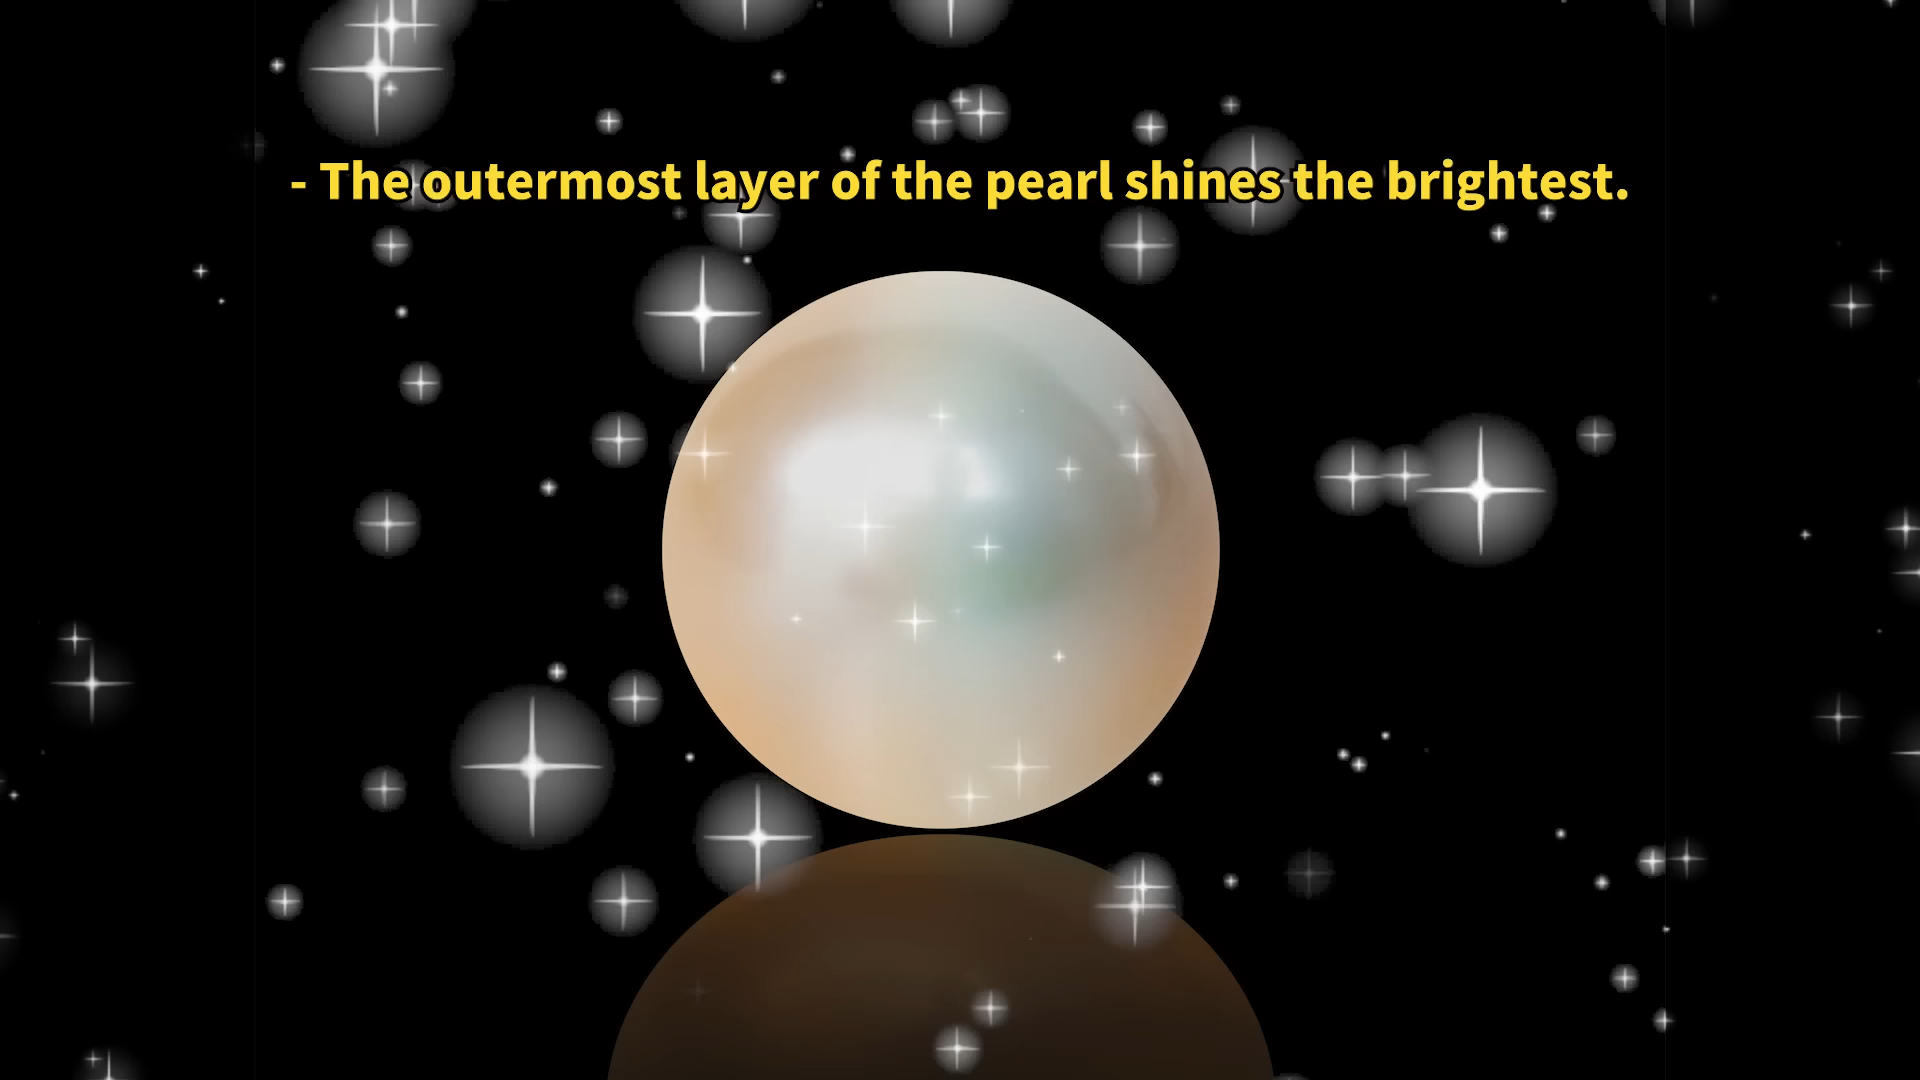 - The outermost layer of the pearl shines the brightest.